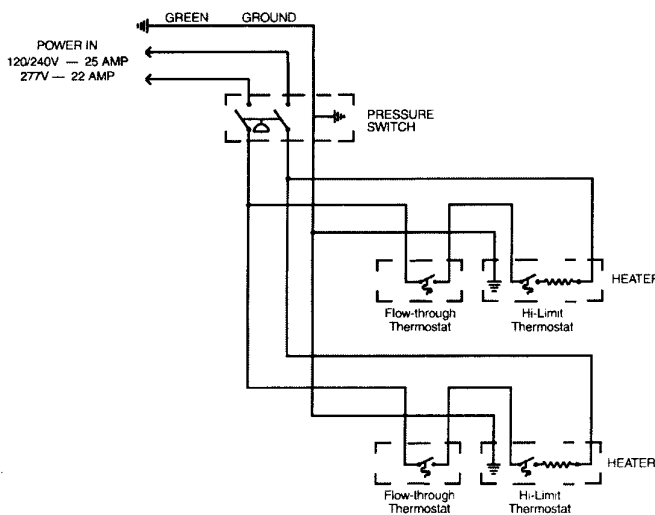 GREEN GROUND
POWER IN
120/240V — 25 AMP
277V — 22 AMP
PRESSURE
SWITCH
HEATER
Flow-through
Thermostat
Hi-Limit
Thermostat
HEATER
Flow-through
Thermostat
Hi-Limit
Thermostat